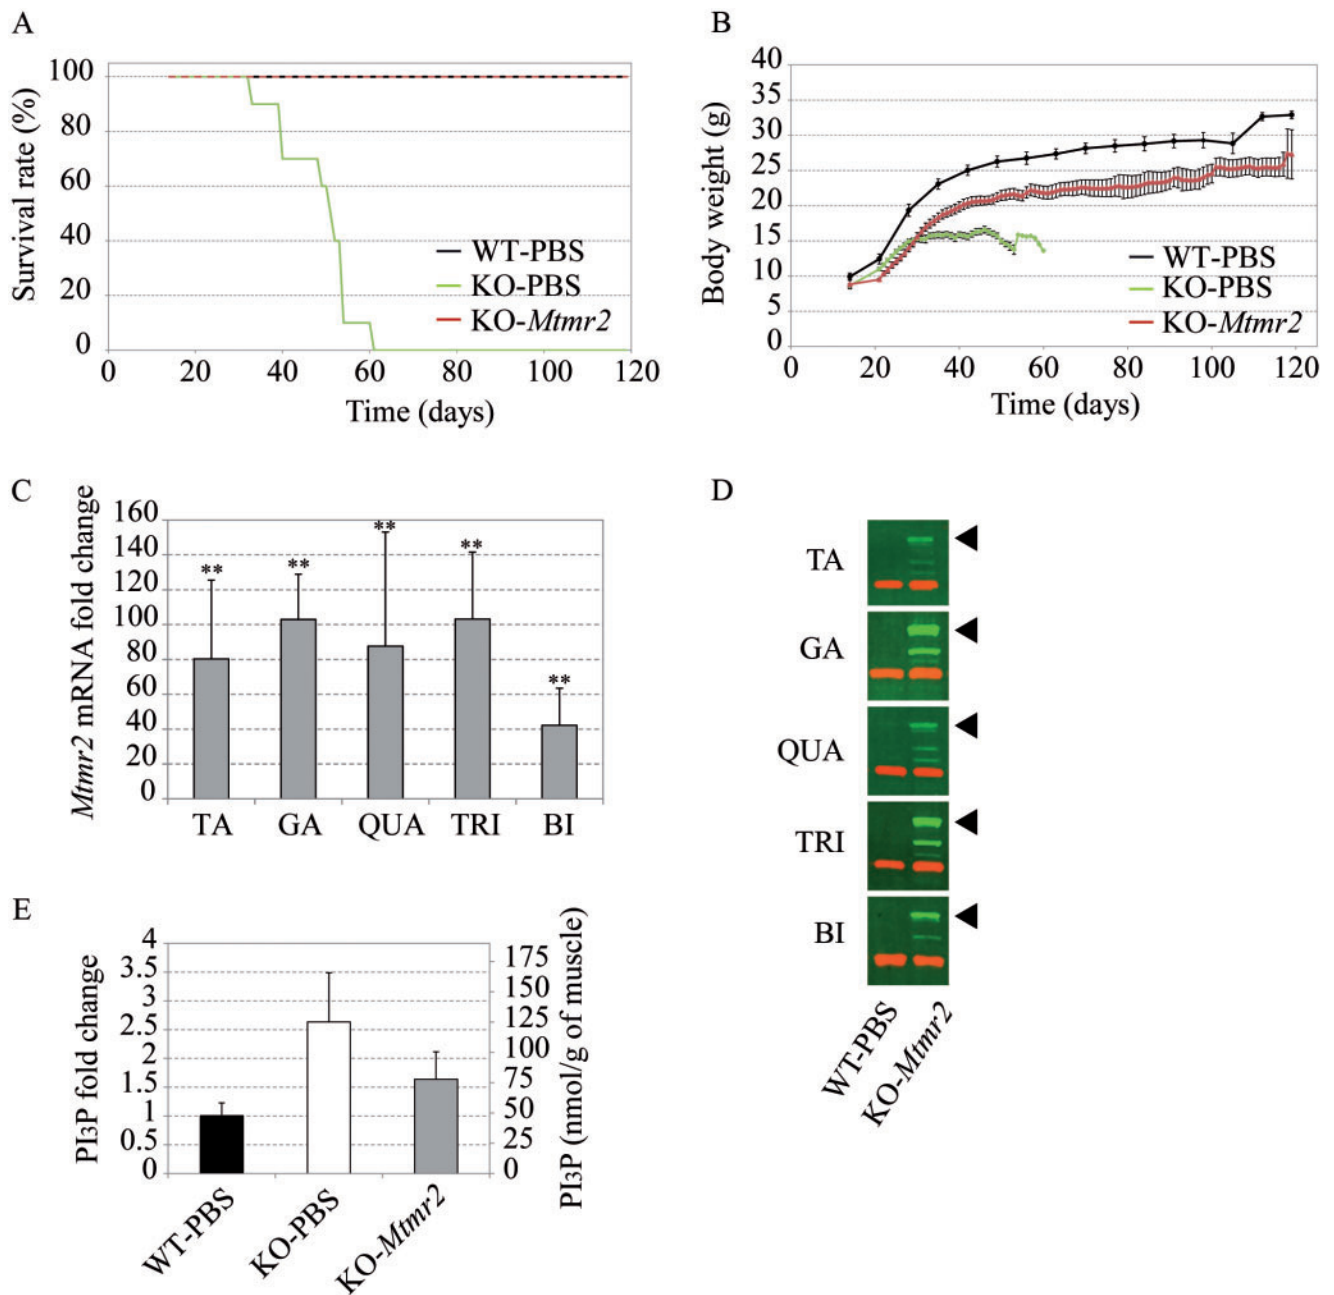 A
Survival rate (%)
100
80
60
40
20
0
0 20 40 60 80 100 120
Time (days)
WT-PBS
KO-PBS
KO-Mtmr2
B
Body weight (g)
40
35
30
25
20
15
10
5
0
0 20 40 60 80 100 120
Time (days)
WT-PBS
KO-PBS
KO-Mtmr2
C
Mtmr2 mRNA fold change
160
140
120
100
80
60
40
20
0
** ** ** ** **
TA GA QUA TRI BI
D
TA
GA
QUA
TRI
BI
WT-PBS
KO-Mtmr2
E
PI3P fold change
4
3.5
3
2.5
2
1.5
1
0.5
0
175
150
125
100
75
50
25
0
PI3P (nmol/g of muscle)
WT-PBS
KO-PBS
KO-Mtmr2